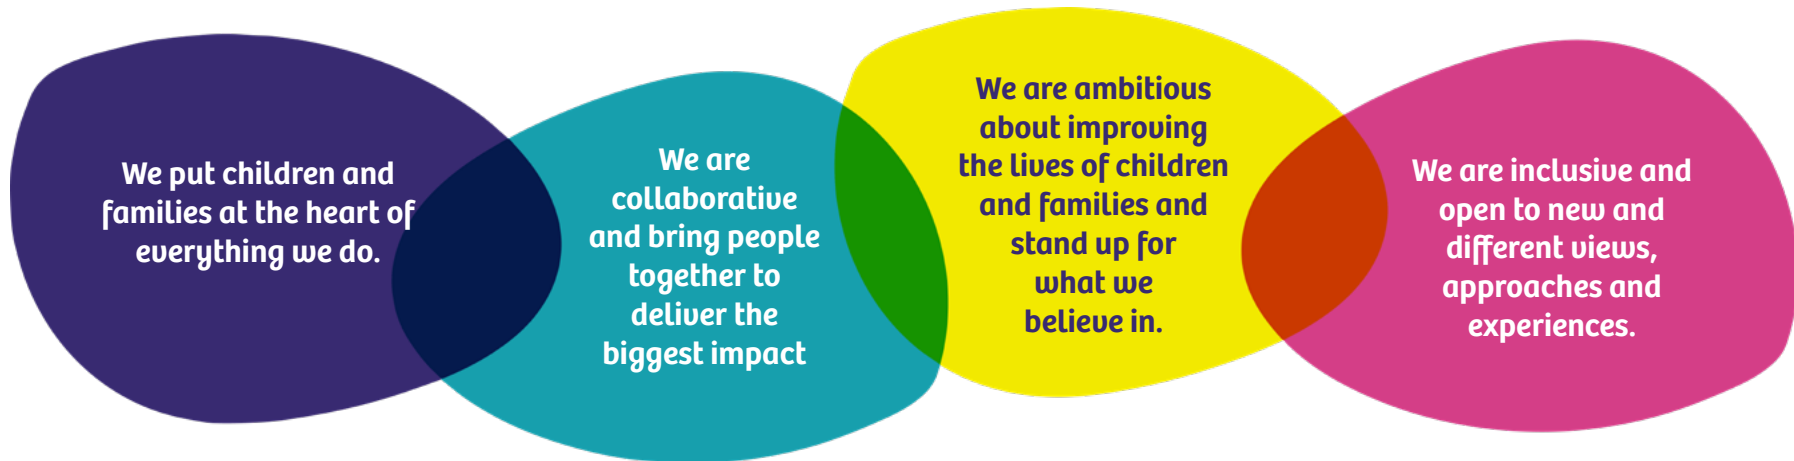 We put children and
families at the heart of
everything we do.
We are
collaborative
and bring people
together to
deliver the
biggest impact
We are ambitious
about improving
the lives of children
and families and
stand up for
what we
believe in.
We are inclusive and
open to new and
different views,
approaches and
experiences.